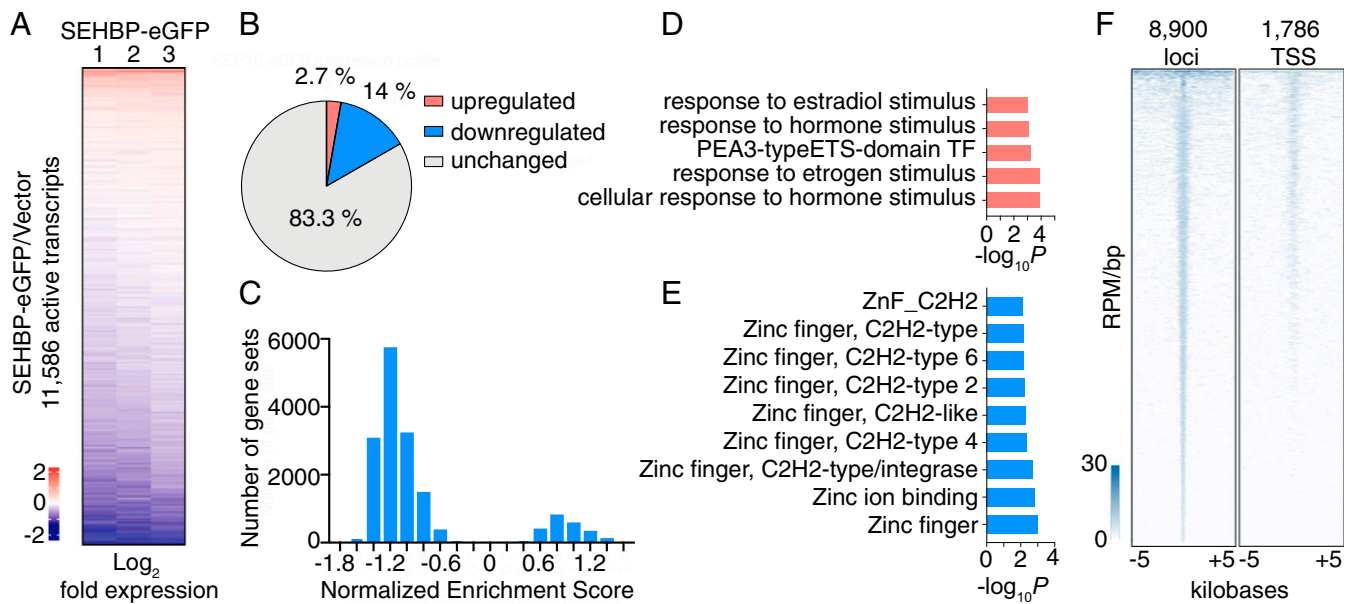 A
SEHBP-eGFP
1 2 3
SEHBP-eGFP/Vector
11,586 active transcripts
2
0
-2
Log2
fold expression
B
2.7 %
14 %
83.3 %
upregulated
downregulated
unchanged
C
Number of gene sets
6000
4000
2000
0
-1.8 -1.2 -0.6 0 0.6 1.2
Normalized Enrichment Score
D
response to estradiol stimulus
response to hormone stimulus
PEA3-typeETS-domain TF
response to etrogen stimulus
cellular response to hormone stimulus
0 2 4
-log10P
E
ZnF_C2H2
Zinc finger, C2H2-type
Zinc finger, C2H2-type 6
Zinc finger, C2H2-type 2
Zinc finger, C2H2-like
Zinc finger, C2H2-type 4
Zinc finger, C2H2-type/integrase
Zinc ion binding
Zinc finger
0 2 4
-log10P
F
8,900
loci
1,786
TSS
RPM/bp
30
0
-5 +5 -5 +5
kilobases